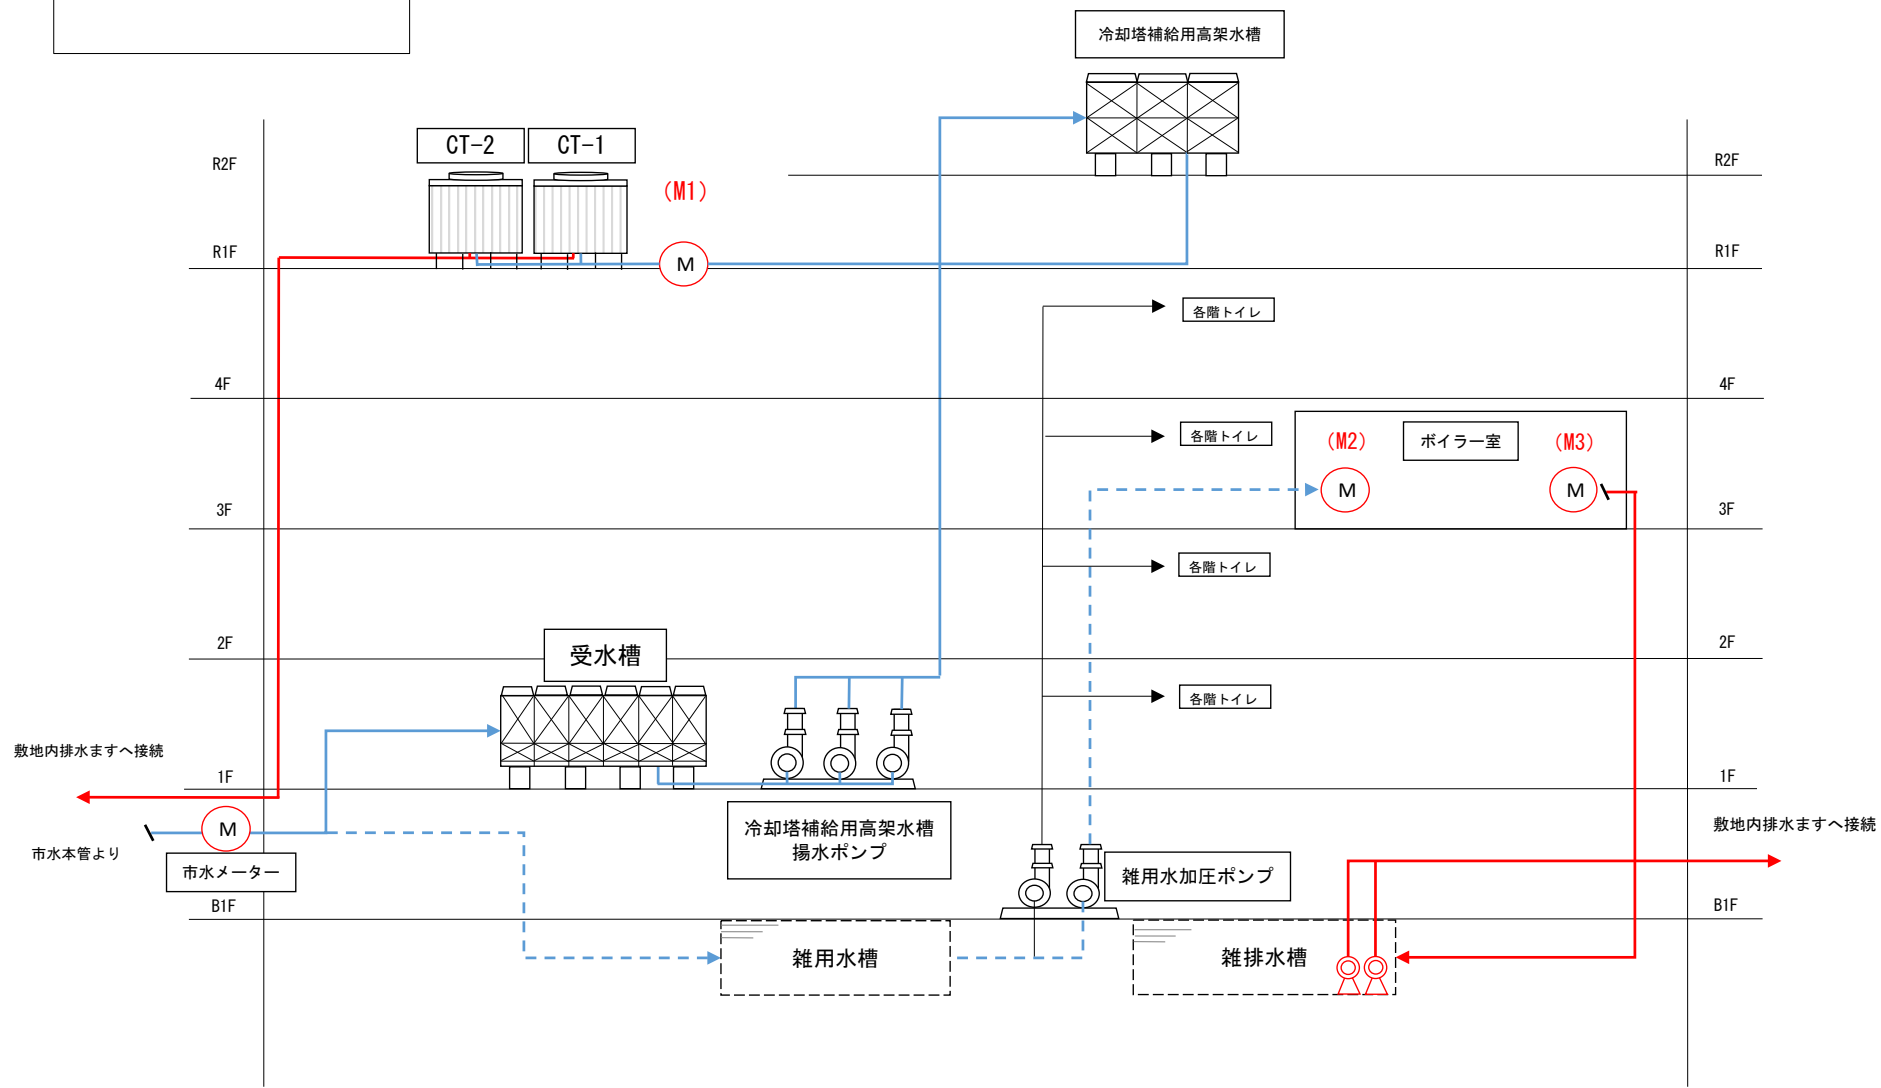 冷却塔補給用高架水槽
CT-2
CT-1
R2F
R2F
(M1)
R1F
R1F
M
各階トイレ
4F
4F
各階トイレ
(M2)
ボイラー室
(M3)
M
M
3F
3F
各階トイレ
2F
2F
受水槽
各階トイレ
敷地内排水ますへ接続
1F
1F
冷却塔補給用高架水槽
揚水ポンプ
敷地内排水ますへ接続
M
市水本管より
市水メーター
雑用水加圧ポンプ
B1F
B1F
雑用水槽
雑排水槽